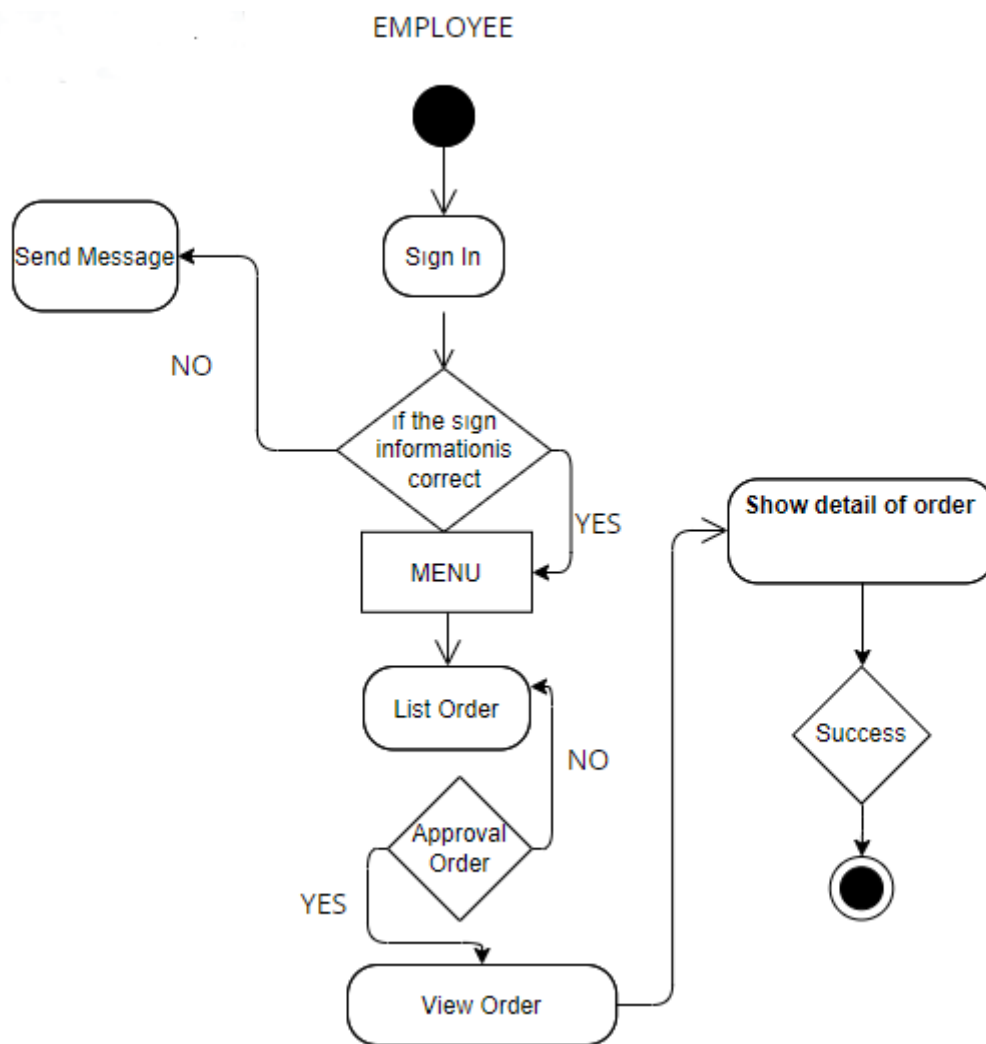 EMPLOYEE
Sign In
Send Message
NO
if the sign
informationis
correct
YES
MENU
Show detail of order
List Order
NO
Success
Approval
Order
YES
View Order